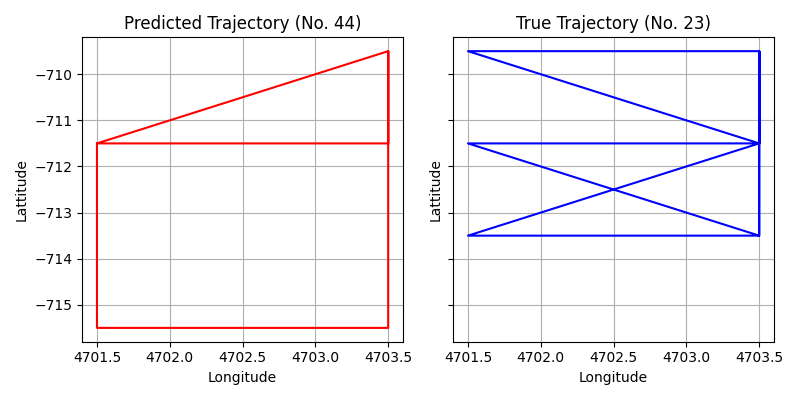 Predicted Trajectory (No. 44)
True Trajectory (No. 23)
−710
−711
−712
−713
−714
−715
Lattitude
Lattitude
4701.5 4702.0 4702.5 4703.0 4703.5
4701.5 4702.0 4702.5 4703.0 4703.5
Longitude
Longitude